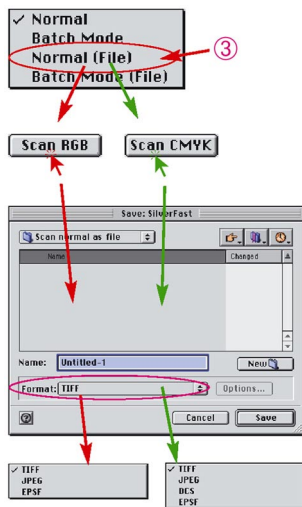 ✓ Normal
Batch Mode
Normal (File)
③
Batch Mode (File)
Scan RGB
Scan CMYK
Save: SilverFast
Scan normal as file
Name
Changed
Name: Untitled-1
New
Format: TIFF
Options...
Cancel
Save
✓ TIFF
JPEG
EPSF
✓ TIFF
JPEG
DCS
EPSF